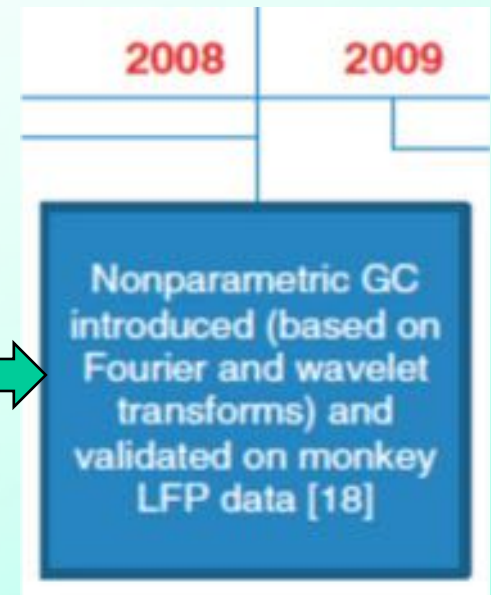 2008 2009
Nonparametric GC
introduced (based on
Fourier and wavelet
transforms) and
validated on monkey
LFP data [18]